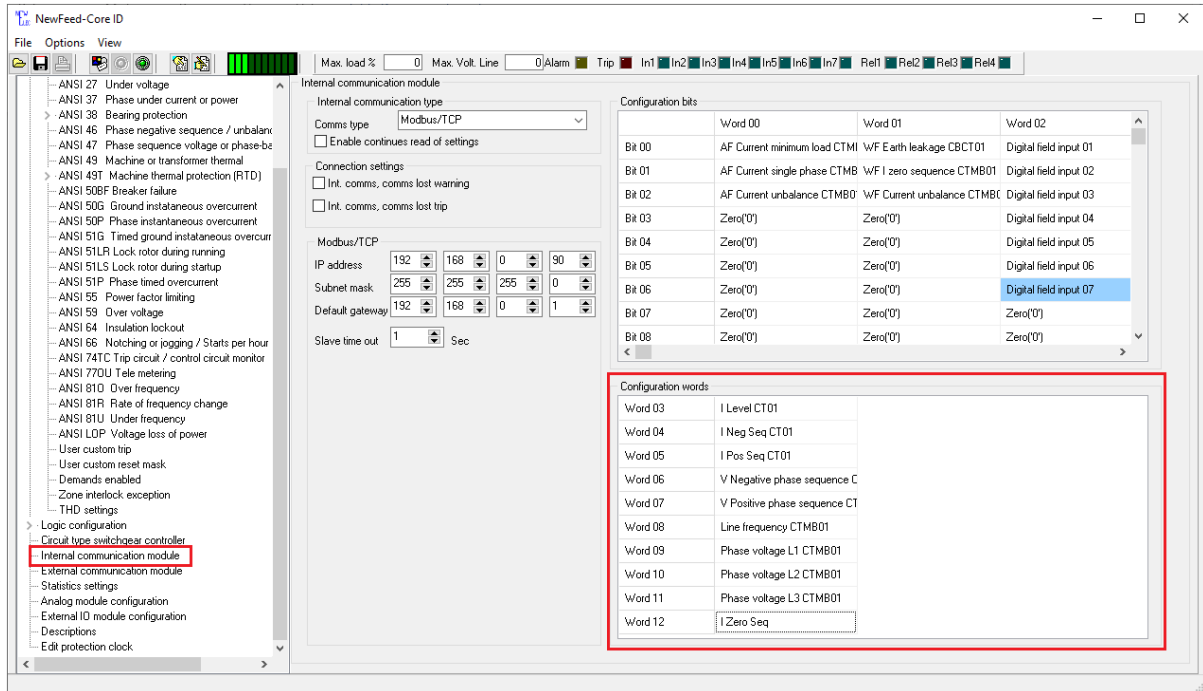 NewFeed-Core ID
File Options View
Max. load % 0 Max. Volt. Line 0 Alarm Trip In1 In2 In3 In4 In5 In6 In7 Rel1 Rel2 Rel3 Rel4
ANSI 27 Under voltage
ANSI 37 Phase under current or power
ANSI 38 Bearing protection
ANSI 46 Phase negative sequence / unbalanc
ANSI 47 Phase sequence voltage or phase-ba
ANSI 49 Machine or transformer thermal
ANSI 49T Machine thermal protection (RTD)
ANSI 50BF Breaker failure
ANSI 50G Ground instataneous overcurrent
ANSI 50P Phase instantaneous overcurrent
ANSI 51G Timed ground instataneous overcurr
ANSI 51LR Lock rotor during running
ANSI 51LS Lock rotor during startup
ANSI 51P Phase timed overcurrent
ANSI 55 Power factor limiting
ANSI 59 Over voltage
ANSI 64 Insulation lockout
ANSI 66 Notching or jogging / Starts per hour
ANSI 74TC Trip circuit / control circuit monitor
ANSI 770U Tele metering
ANSI 81O Over frequency
ANSI 81R Rate of frequency change
ANSI 81U Under frequency
ANSI LOP Voltage loss of power
User custom trip
User custom reset mask
Demands enabled
Zone interlock exception
THD settings
Logic configuration
Circuit type switchgear controller
Internal communication module
External communication module
Statistics settings
Analog module configuration
External IO module configuration
Descriptions
Edit protection clock
Internal communication module
Internal communication type
Comms type Modbus/TCP
Enable continues read of settings
Connection settings
Int. comms, comms lost warning
Int. comms, comms lost trip
Modbus/TCP
IP address 192 168 0 90
Subnet mask 255 255 255 0
Default gateway 192 168 0 1
Slave time out 1 Sec
Configuration bits
Word 00 Word 01 Word 02
Bit 00 AF Current minimum load CTMI WF Earth leakage CBCT01 Digital field input 01
Bit 01 AF Current single phase CTMB WF I zero sequence CTMB01 Digital field input 02
Bit 02 AF Current unbalance CTMB0 WF Current unbalance CTMB0 Digital field input 03
Bit 03 Zero('0') Zero('0') Digital field input 04
Bit 04 Zero('0') Zero('0') Digital field input 05
Bit 05 Zero('0') Zero('0') Digital field input 06
Bit 06 Zero('0') Zero('0') Digital field input 07
Bit 07 Zero('0') Zero('0') Zero('0')
Bit 08 Zero('0') Zero('0') Zero('0')
Configuration words
Word 03 I Level CT01
Word 04 I Neg Seq CT01
Word 05 I Pos Seq CT01
Word 06 V Negative phase sequence C
Word 07 V Positive phase sequence CT
Word 08 Line frequency CTMB01
Word 09 Phase voltage L1 CTMB01
Word 10 Phase voltage L2 CTMB01
Word 11 Phase voltage L3 CTMB01
Word 12 I Zero Seq